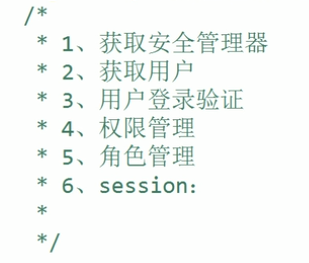 /*
* 1、获取安全管理器
* 2、获取用户
* 3、用户登录验证
* 4、权限管理
* 5、角色管理
* 6、session：
*
*/